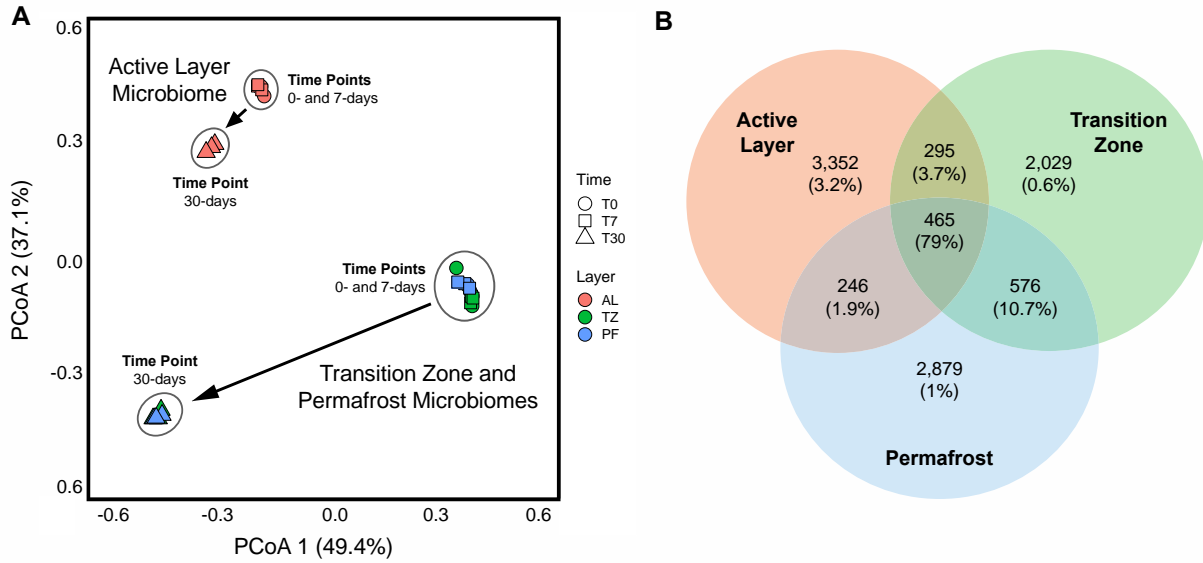 A
0.6
0.3
0.0
-0.3
0.6
PCoA 2 (37.1%)
-0.6
-0.3
0.0
0.3
0.6
PCoA 1 (49.4%)
Active Layer
Microbiome
Time Points
0- and 7-days
Time Point
30-days
Time Points
0- and 7-days
Time Point
30-days
Transition Zone and
Permafrost Microbiomes
Time
T0
T7
T30
Layer
AL
TZ
PF
B
Active
Layer
Transition
Zone
3,352
(3.2%)
295
(3.7%)
2,029
(0.6%)
465
(79%)
246
(1.9%)
576
(10.7%)
2,879
(1%)
Permafrost